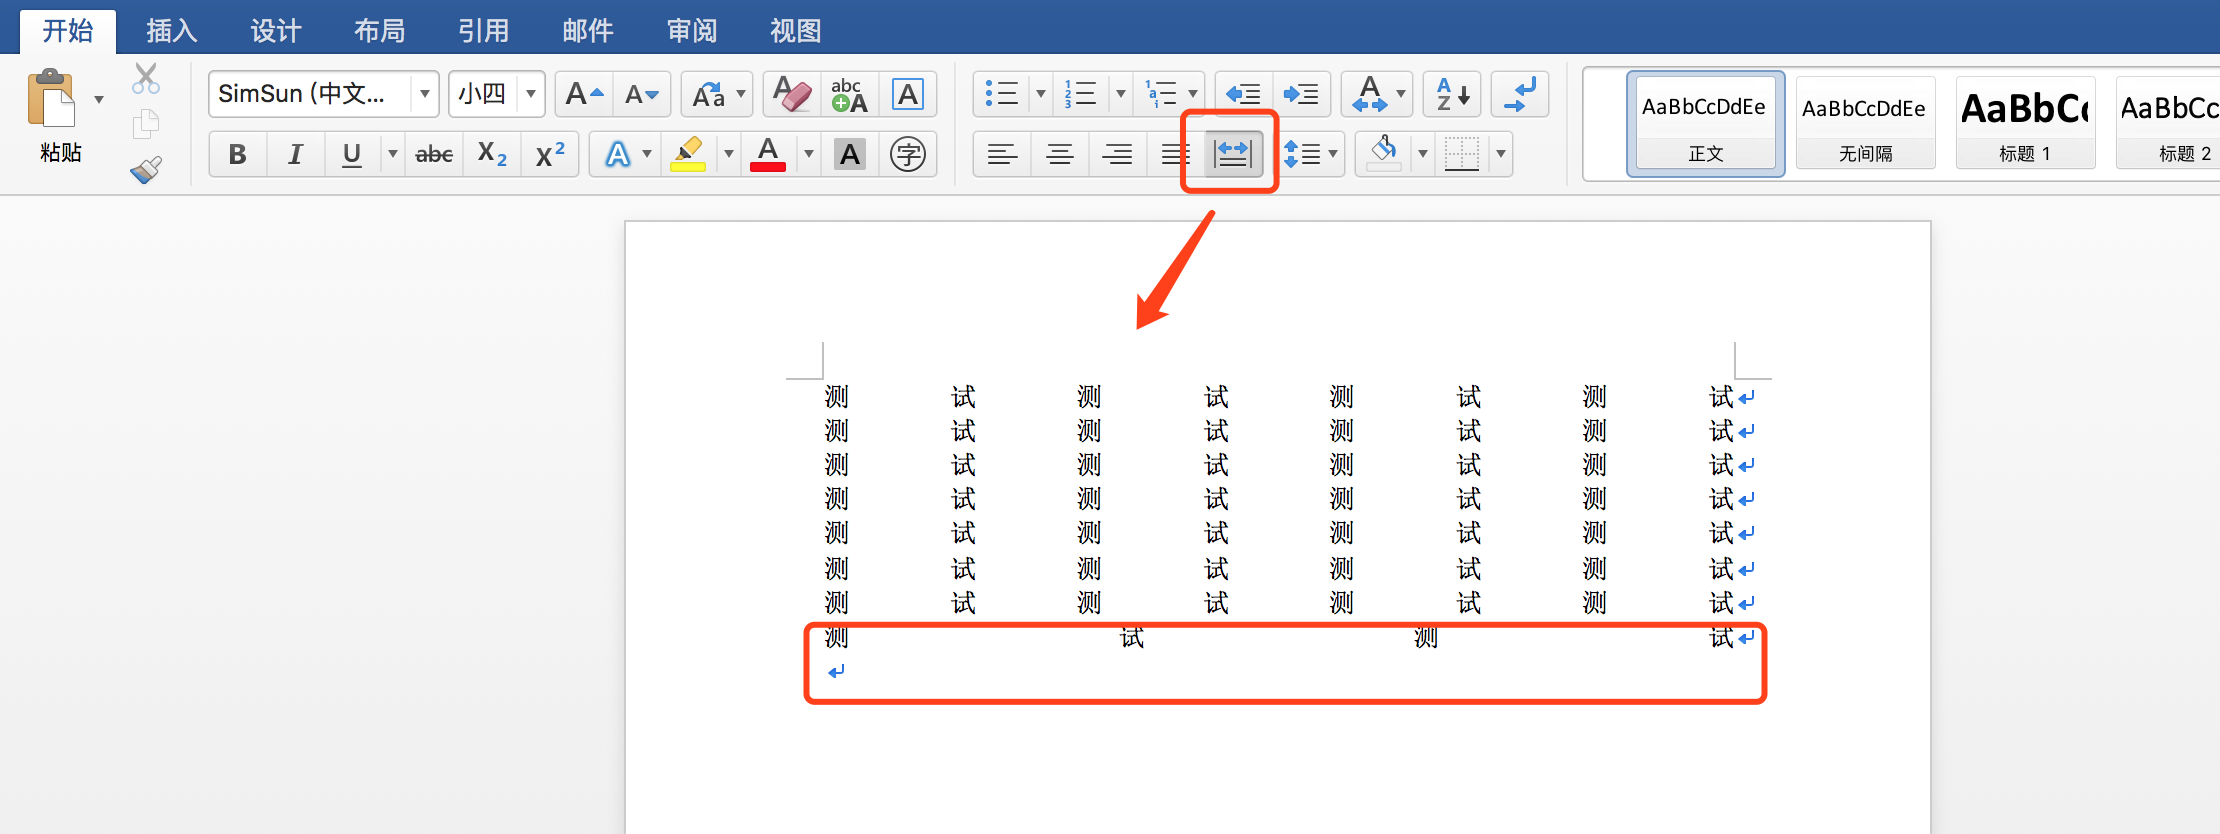 开始 插入 设计 布局 引用 邮件 审阅 视图
粘贴
SimSun (中文... 小四 A A Aa A abc A A
B I U abc X2 X2 A A A 字
A A Z
AaBbCcDdEe AaBbCcDdEe AaBbCc AaBbCc
正文 无间隔 标题 1 标题 2
测 试 测 试 测 试 测 试
测 试 测 试 测 试 测 试
测 试 测 试 测 试 测 试
测 试 测 试 测 试 测 试
测 试 测 试 测 试 测 试
测 试 测 试 测 试 测 试
测 试 测 试 测 试 测 试
测 试 测 试